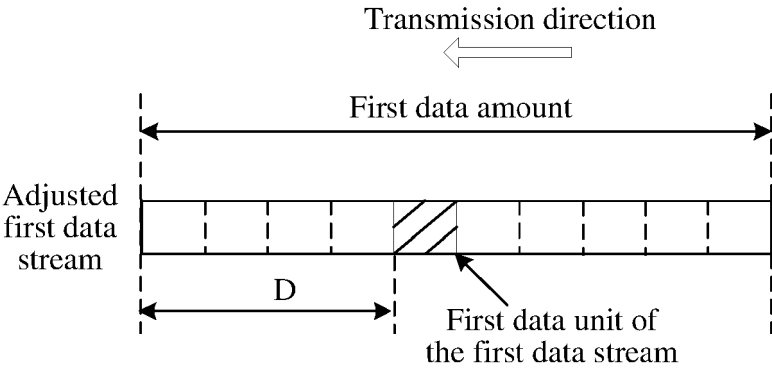 Transmission direction
First data amount
Adjusted
first data
stream
D
First data unit of
the first data stream